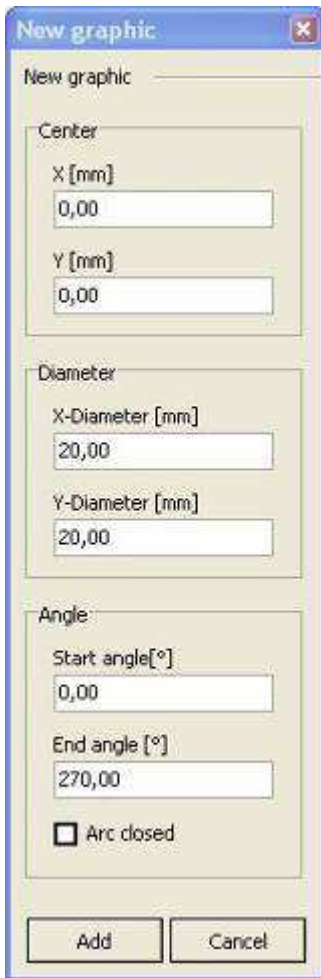 New graphic
New graphic
Center
X [mm]
0,00
Y [mm]
0,00
Diameter
X-Diameter [mm]
20,00
Y-Diameter [mm]
20,00
Angle
Start angle[°]
0,00
End angle [°]
270,00
Arc closed
Add Cancel